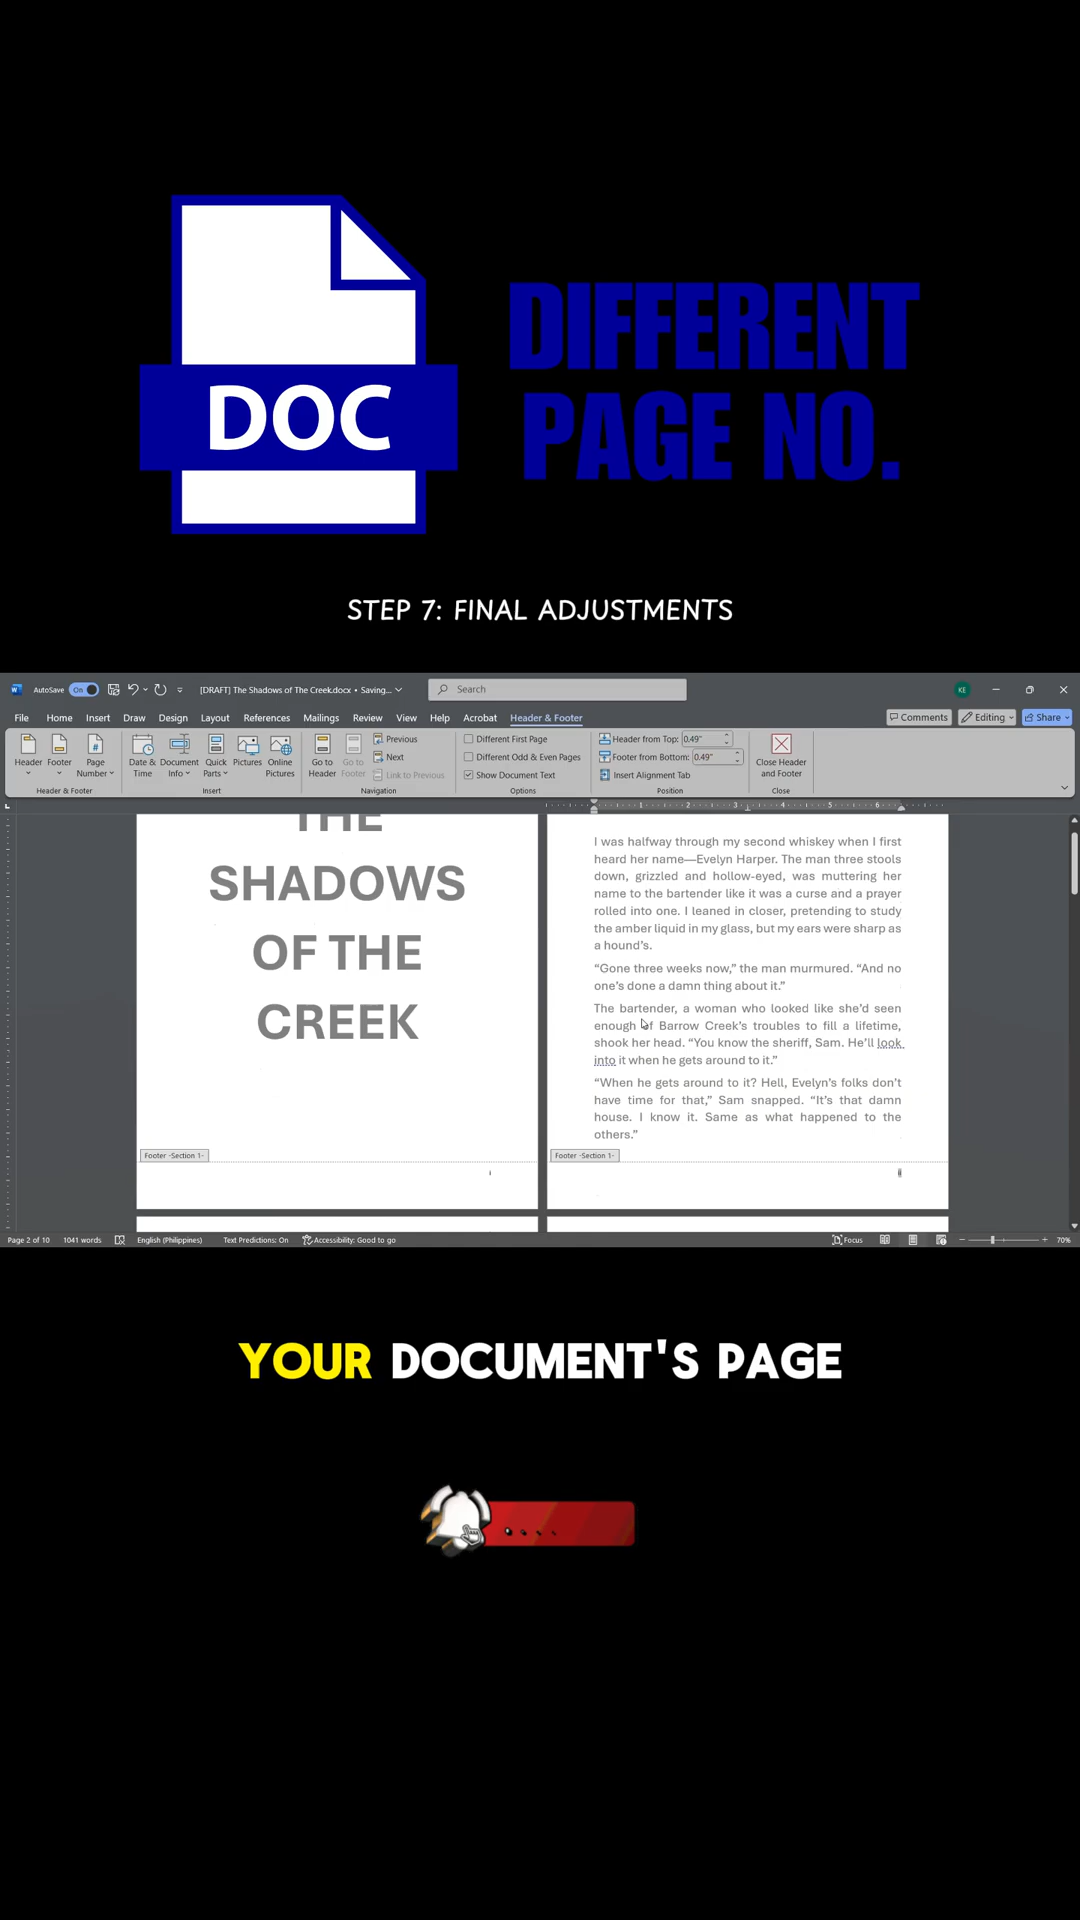 DOC
DIFFERENT
PAGE NO.
STEP 7: FINAL ADJUSTMENTS
AutoSave On [DRAFT] The Shadows of The Creek.docx • Saving... Search KE
File Home Insert Draw Design Layout References Mailings Review View Help Acrobat Header & Footer Comments Editing Share
Header Footer Page Number
Header & Footer
Date & Time Document Info Quick Parts Pictures Online Pictures
Insert
Go to Header Go to Footer Previous Next Link to Previous
Navigation
Different First Page
Different Odd & Even Pages
Show Document Text
Options
Header from Top: 0.49"
Footer from Bottom: 0.49"
Insert Alignment Tab
Position
Close Header and Footer
Close
1 2 3 4 5 6
THE
SHADOWS
OF THE
CREEK
Footer -Section 1-
i
I was halfway through my second whiskey when I first
heard her name—Evelyn Harper. The man three stools
down, grizzled and hollow-eyed, was muttering her
name to the bartender like it was a curse and a prayer
rolled into one. I leaned in closer, pretending to study
the amber liquid in my glass, but my ears were sharp as
a hound’s.
“Gone three weeks now,” the man murmured. “And no
one’s done a damn thing about it.”
The bartender, a woman who looked like she’d seen
enough of Barrow Creek’s troubles to fill a lifetime,
shook her head. “You know the sheriff, Sam. He’ll look
into it when he gets around to it.”
“When he gets around to it? Hell, Evelyn’s folks don’t
have time for that,” Sam snapped. “It’s that damn
house. I know it. Same as what happened to the
others.”
Footer -Section 1-
ii
Page 2 of 10 1041 words English (Philippines) Text Predictions: On Accessibility: Good to go Focus 70%
YOUR DOCUMENT'S PAGE